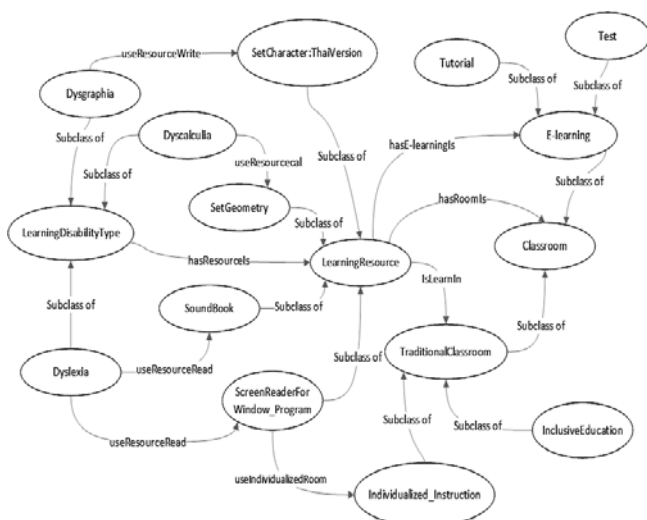 Test
Tutorial
useResourceWrite
SetCharacter:ThaiVersion
Dysgraphia
Subclass of
Subclass of
E-learning
hasE-learningIs
Subclass of
Dyscalculia
Subclass of
Subclass of
useResourcecal
Subclass of
SetGeometry
hasRoomIs
Subclass of
LearningDisabilityType
Classroom
hasResourceIs
LearningResource
IsLearnIn
Subclass of
SoundBook
Subclass of
Subclass of
Subclass of
TraditionalClassroom
Dyslexia
useResourceRead
ScreenReaderFor
Window_Program
Subclass of
Subclass of
InclusiveEducation
useResourceRead
useIndividualizedRoom
Individualized_Instruction